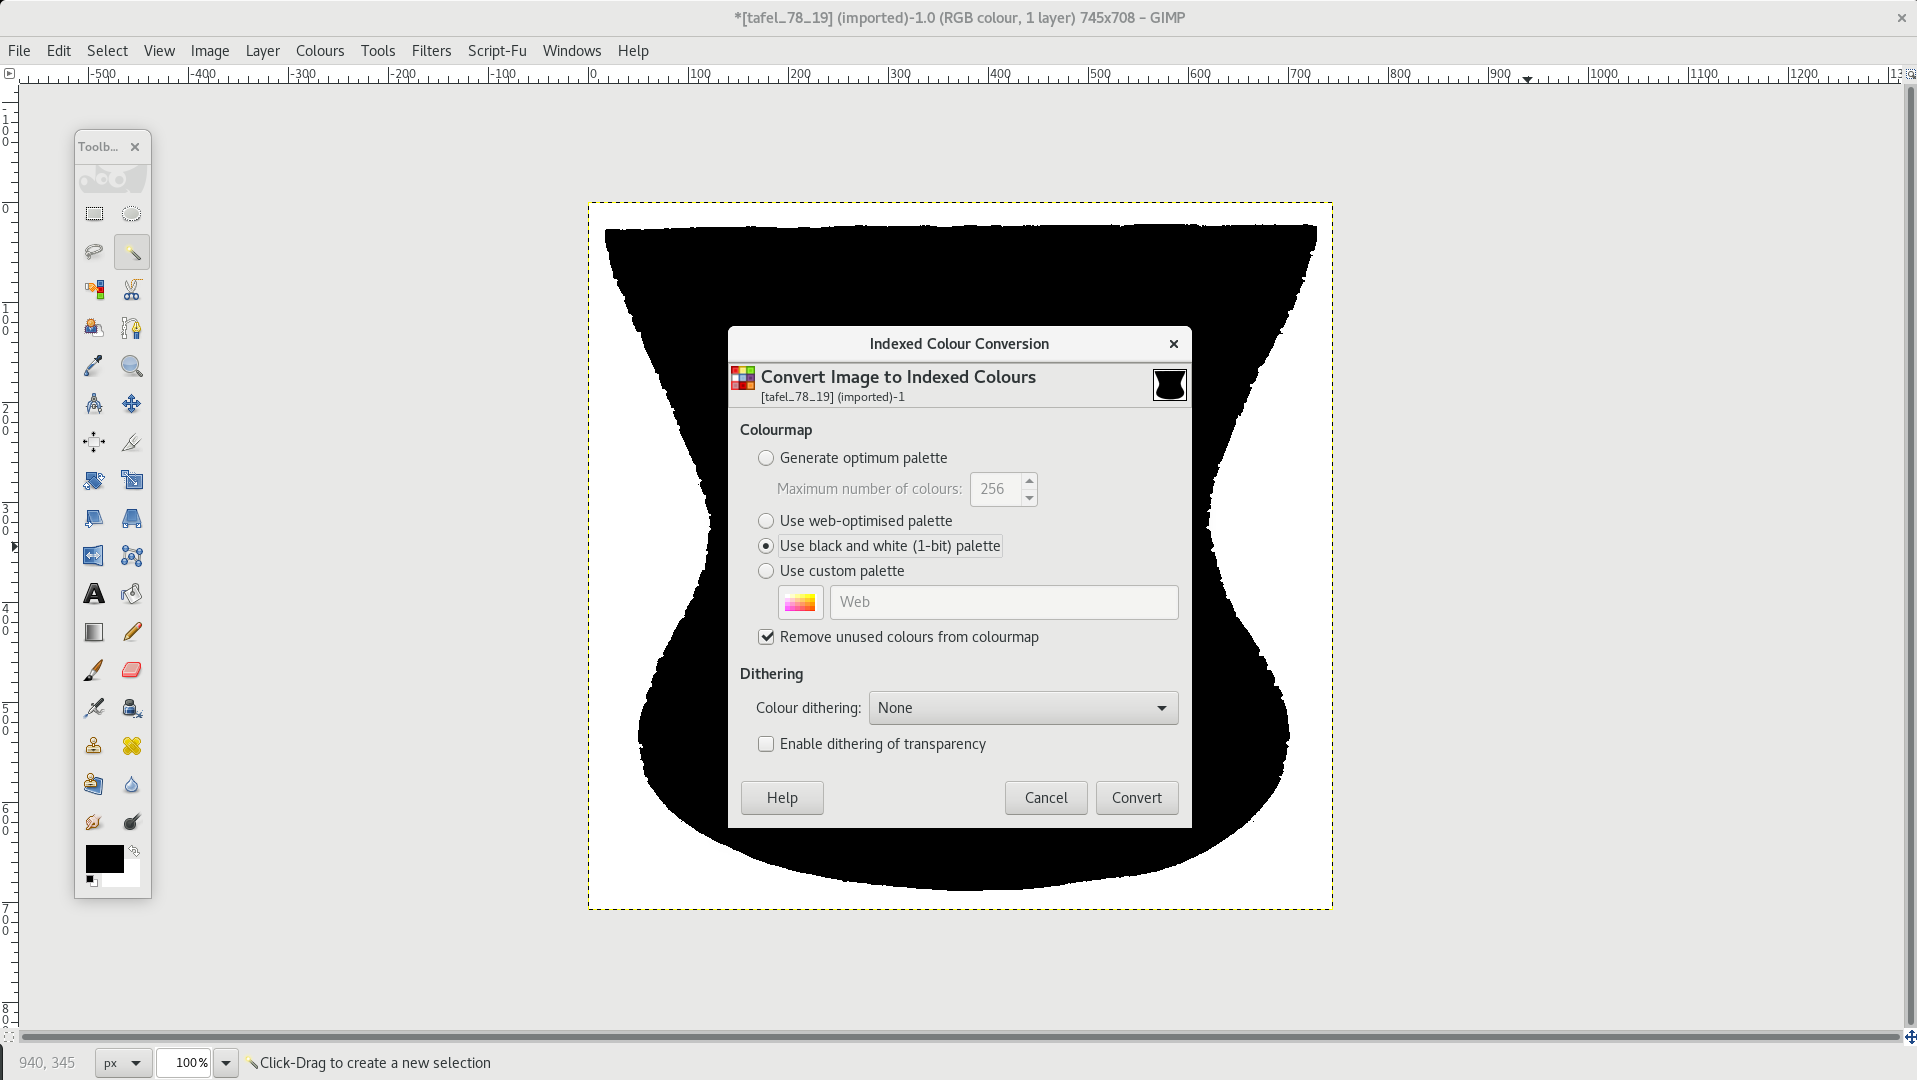 *[tafel_78_19] (imported)-1.0 (RGB colour, 1 layer) 745x708 – GIMP
File Edit Select View Image Layer Colours Tools Filters Script-Fu Windows Help
-500 -400 -300 -200 -100 0 100 200 300 400 500 600 700 800 900 1000 1100 1200
-100
0
100
200
300
400
500
600
700
Toolb...
Indexed Colour Conversion
Convert Image to Indexed Colours
[tafel_78_19] (imported)-1
Colourmap
Generate optimum palette
Maximum number of colours: 256
Use web-optimised palette
Use black and white (1-bit) palette
Use custom palette
Web
Remove unused colours from colourmap
Dithering
Colour dithering: None
Enable dithering of transparency
Help Cancel Convert
940, 345 px 100% Click-Drag to create a new selection